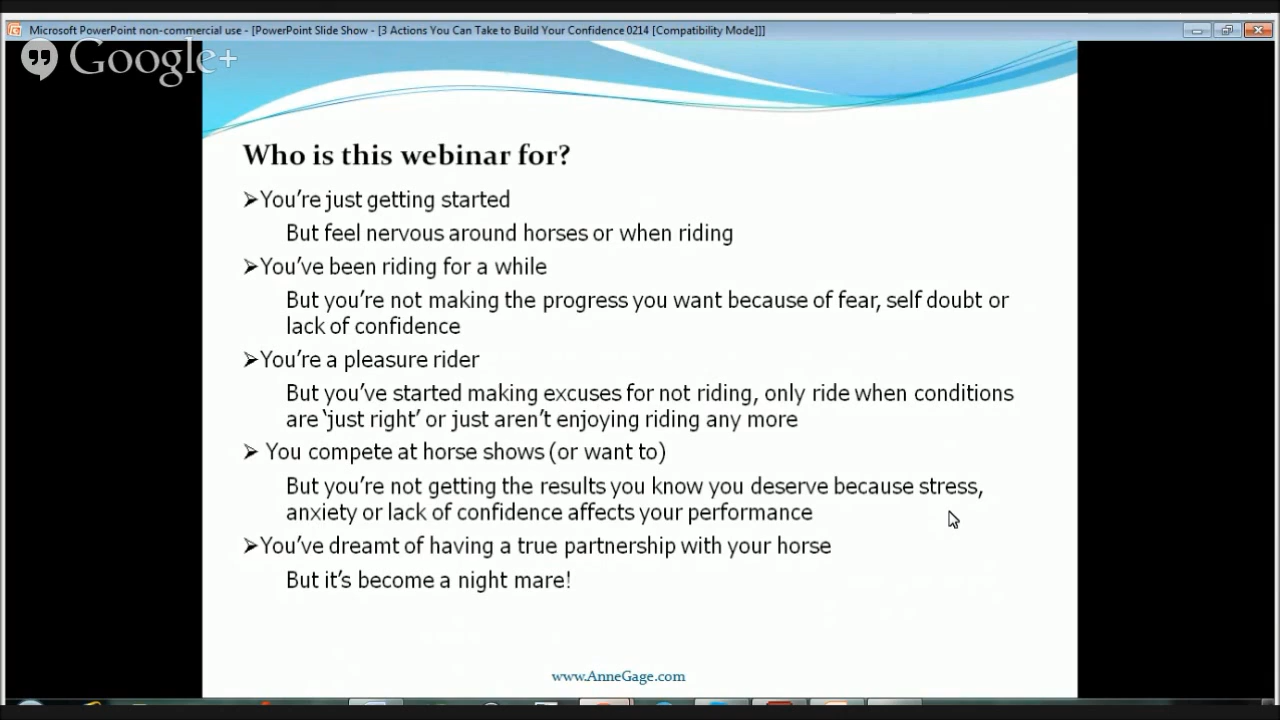 Microsoft PowerPoint non-commercial use - [PowerPoint Slide Show - [3 Actions You Can Take to Build Your Confidence 0214 [Compatibility Mode]]]
Google+
Who is this webinar for?
➢You’re just getting started
But feel nervous around horses or when riding
➢You’ve been riding for a while
But you’re not making the progress you want because of fear, self doubt or
lack of confidence
➢You’re a pleasure rider
But you’ve started making excuses for not riding, only ride when conditions
are ‘just right’ or just aren’t enjoying riding any more
➢ You compete at horse shows (or want to)
But you’re not getting the results you know you deserve because stress,
anxiety or lack of confidence affects your performance
➢You’ve dreamt of having a true partnership with your horse
But it’s become a night mare!
www.AnneGage.com